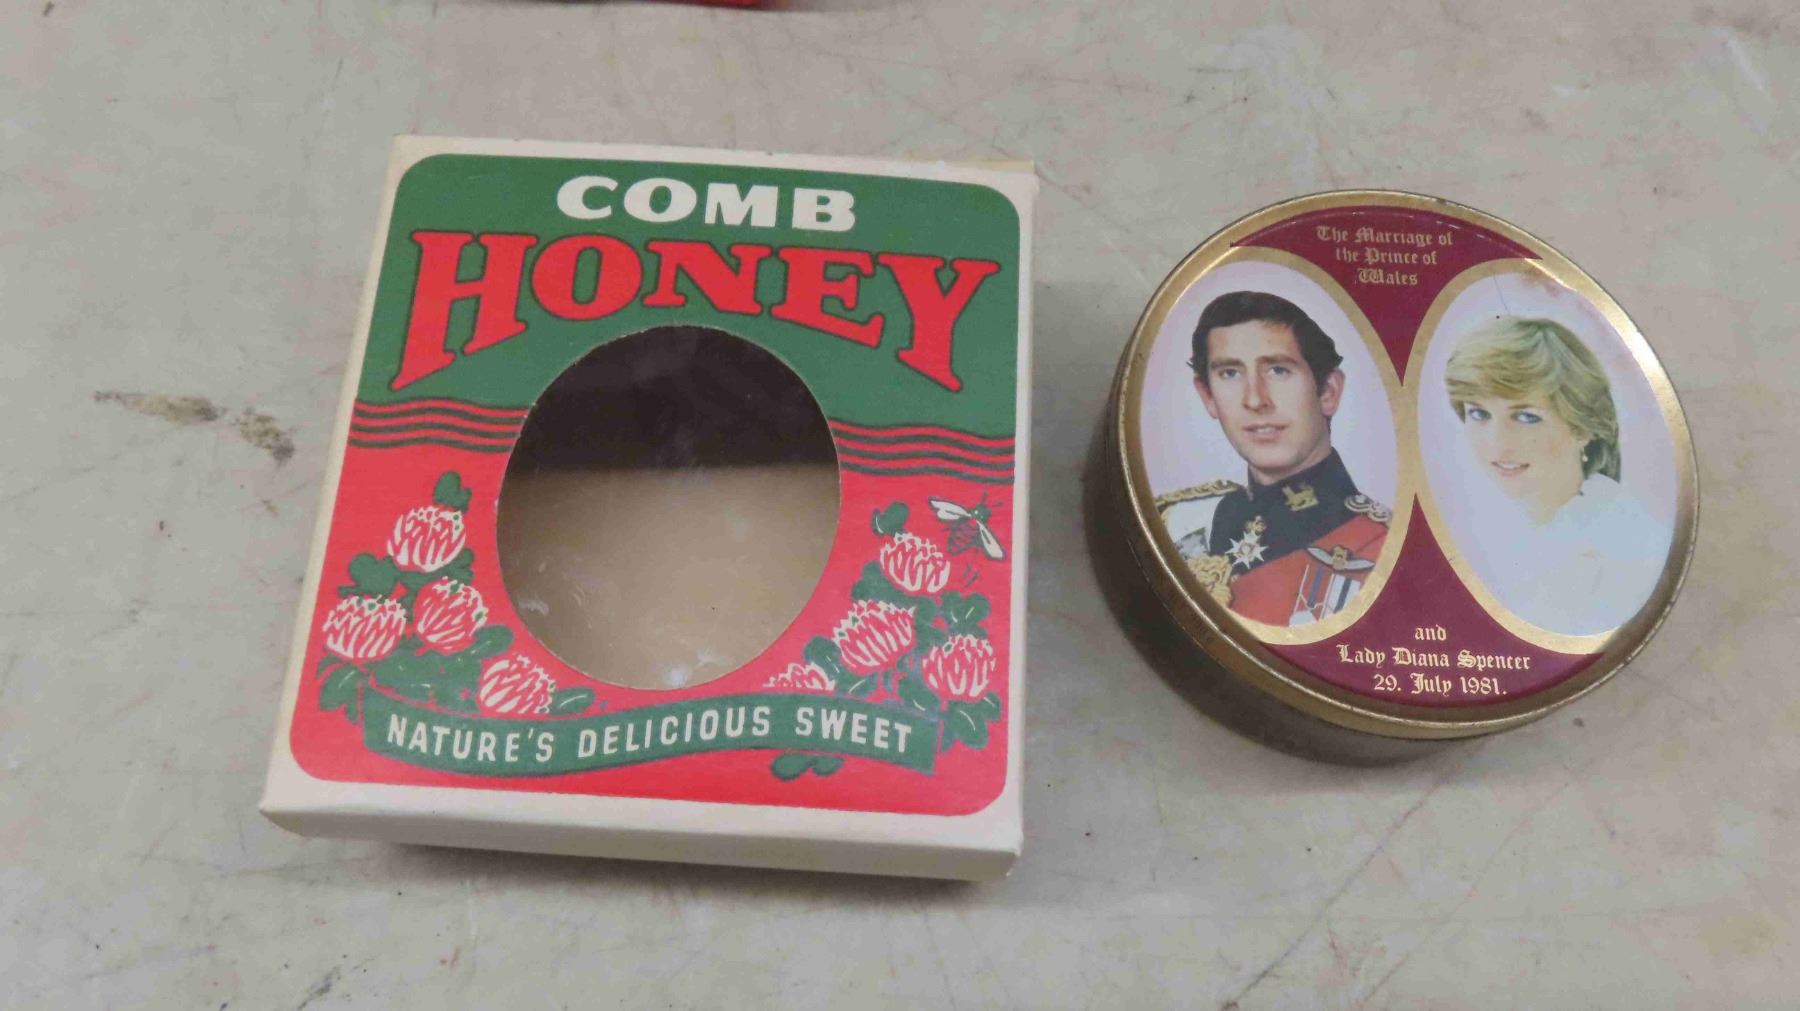 COMB
HONEY
NATURE'S DELICIOUS SWEET
The Marriage of
the Prince of
Wales
and
Lady Diana Spencer
29. July 1981.